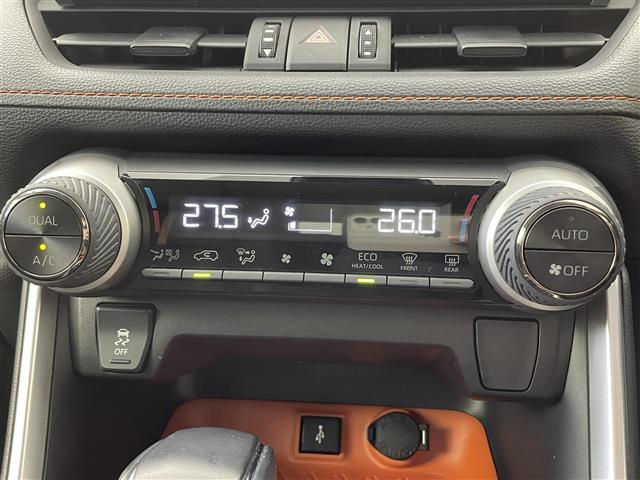 DUAL
A/C
27.5
26.0
AUTO
OFF
ECO
HEAT/COOL
FRONT
REAR
OFF